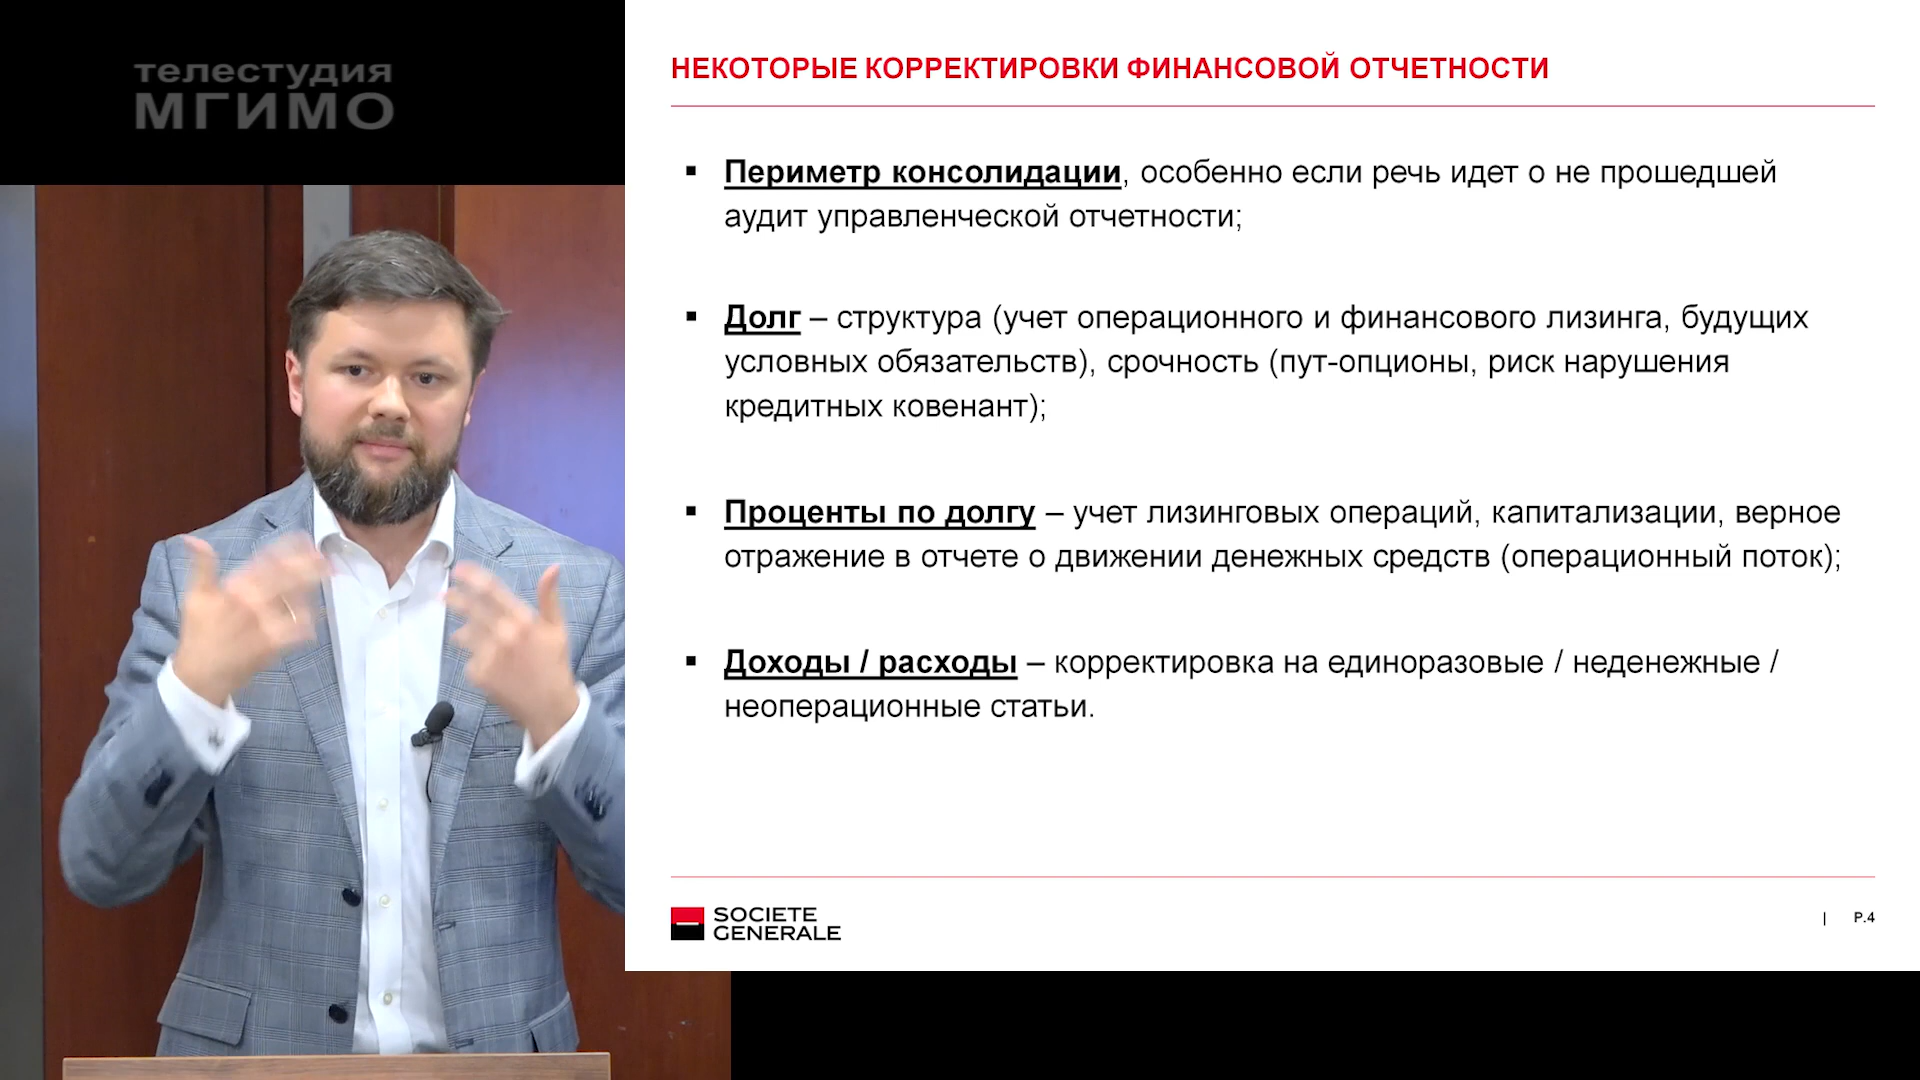 телестудия
МГИМО
НЕКОТОРЫЕ КОРРЕКТИРОВКИ ФИНАНСОВОЙ ОТЧЕТНОСТИ
▪ Периметр консолидации, особенно если речь идет о не прошедшей
аудит управленческой отчетности;
▪ Долг – структура (учет операционного и финансового лизинга, будущих
условных обязательств), срочность (пут-опционы, риск нарушения
кредитных ковенант);
▪ Проценты по долгу – учет лизинговых операций, капитализации, верное
отражение в отчете о движении денежных средств (операционный поток);
▪ Доходы / расходы – корректировка на единоразовые / неденежные /
неоперационные статьи.
SOCIETE
GENERALE
| P.4